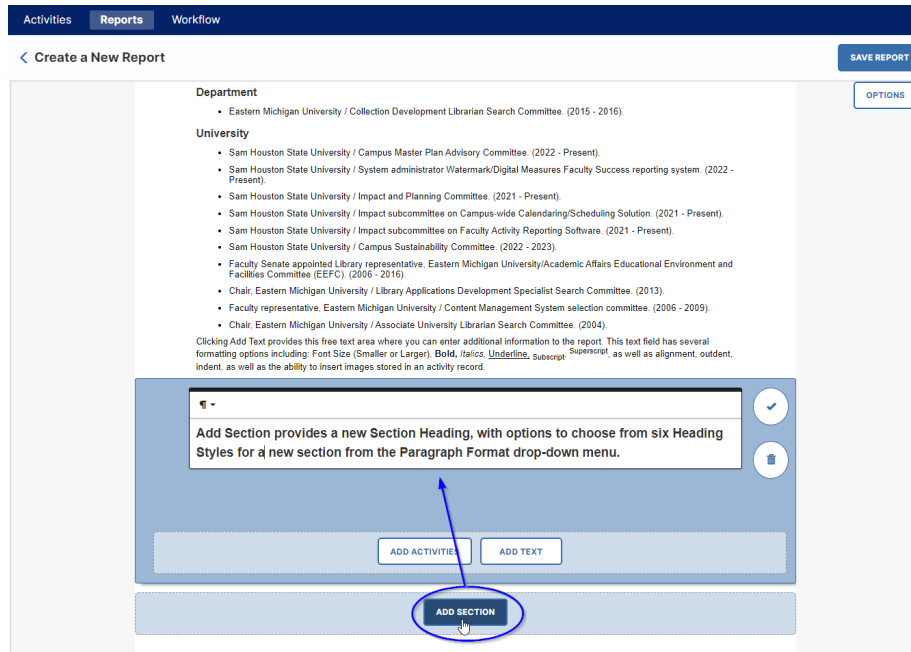 Activities Reports Workflow
Create a New Report
SAVE REPORT
OPTIONS
Department
Eastern Michigan University / Collection Development Librarian Search Committee. (2015 - 2016).
University
Sam Houston State University / Campus Master Plan Advisory Committee. (2022 - Present).
Sam Houston State University / System administrator Watermark/Digital Measures Faculty Success reporting system. (2022 -
Present).
Sam Houston State University / Impact and Planning Committee. (2021 - Present).
Sam Houston State University / Impact subcommittee on Campus-wide Calendaring/Scheduling Solution. (2021 - Present).
Sam Houston State University / Impact subcommittee on Faculty Activity Reporting Software. (2021 - Present).
Sam Houston State University / Campus Sustainability Committee. (2022 - 2023).
Faculty Senate appointed Library representative, Eastern Michigan University/Academic Affairs Educational Environment and
Facilities Committee (EEFC). (2006 - 2016).
Chair, Eastern Michigan University / Library Applications Development Specialist Search Committee. (2013).
Faculty representative, Eastern Michigan University / Content Management System selection committee. (2006 - 2009).
Chair, Eastern Michigan University / Associate University Librarian Search Committee. (2004).
Clicking Add Text provides this free text area where you can enter additional information to the report. This text field has several
formatting options including: Font Size (Smaller or Larger), Bold, Italics, Underline, Subscript, Superscript, as well as alignment, outdent,
indent, as well as the ability to insert images stored in an activity record.
¶
Add Section provides a new Section Heading, with options to choose from six Heading
Styles for a new section from the Paragraph Format drop-down menu.
ADD ACTIVITIES ADD TEXT
ADD SECTION